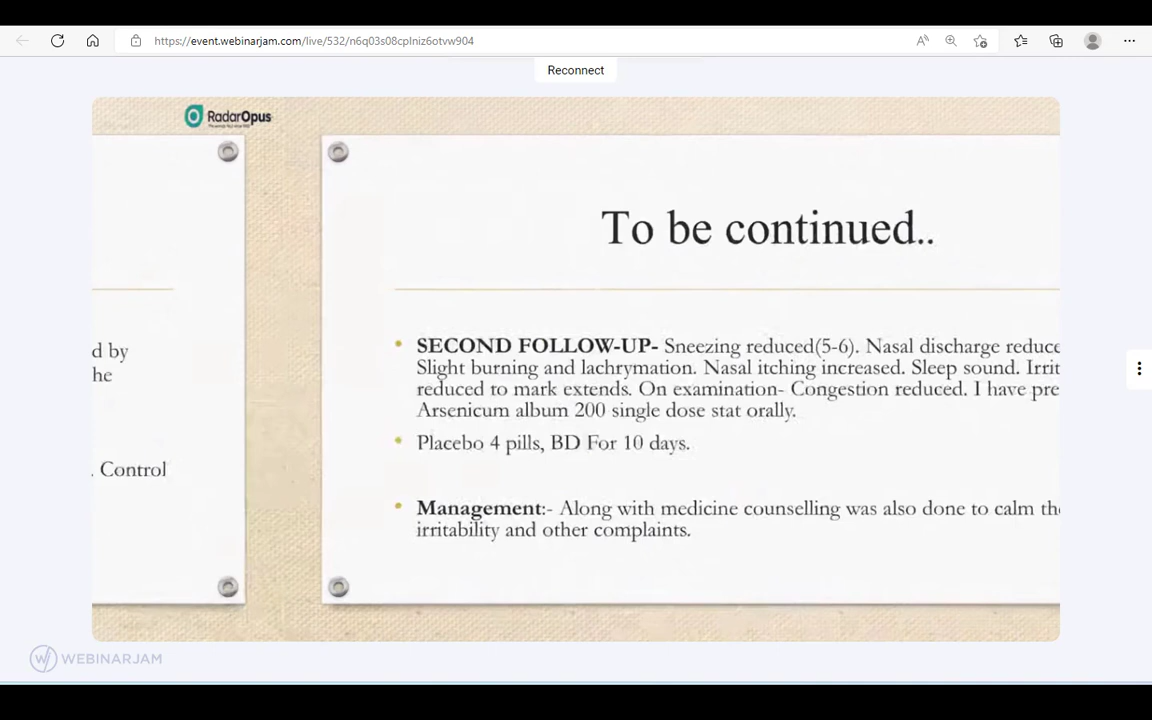 https://event.webinarjam.com/live/532/n6q03s08cplniz6otvw904
Reconnect
RadarOpus
To be continued..
d by
he
. Control
SECOND FOLLOW-UP- Sneezing reduced(5-6). Nasal discharge reduce
Slight burning and lachrymation. Nasal itching increased. Sleep sound. Irrit
reduced to mark extends. On examination- Congestion reduced. I have pre
Arsenicum album 200 single dose stat orally.
Placebo 4 pills, BD For 10 days.
Management:- Along with medicine counselling was also done to calm the
irritability and other complaints.
WEBINARJAM